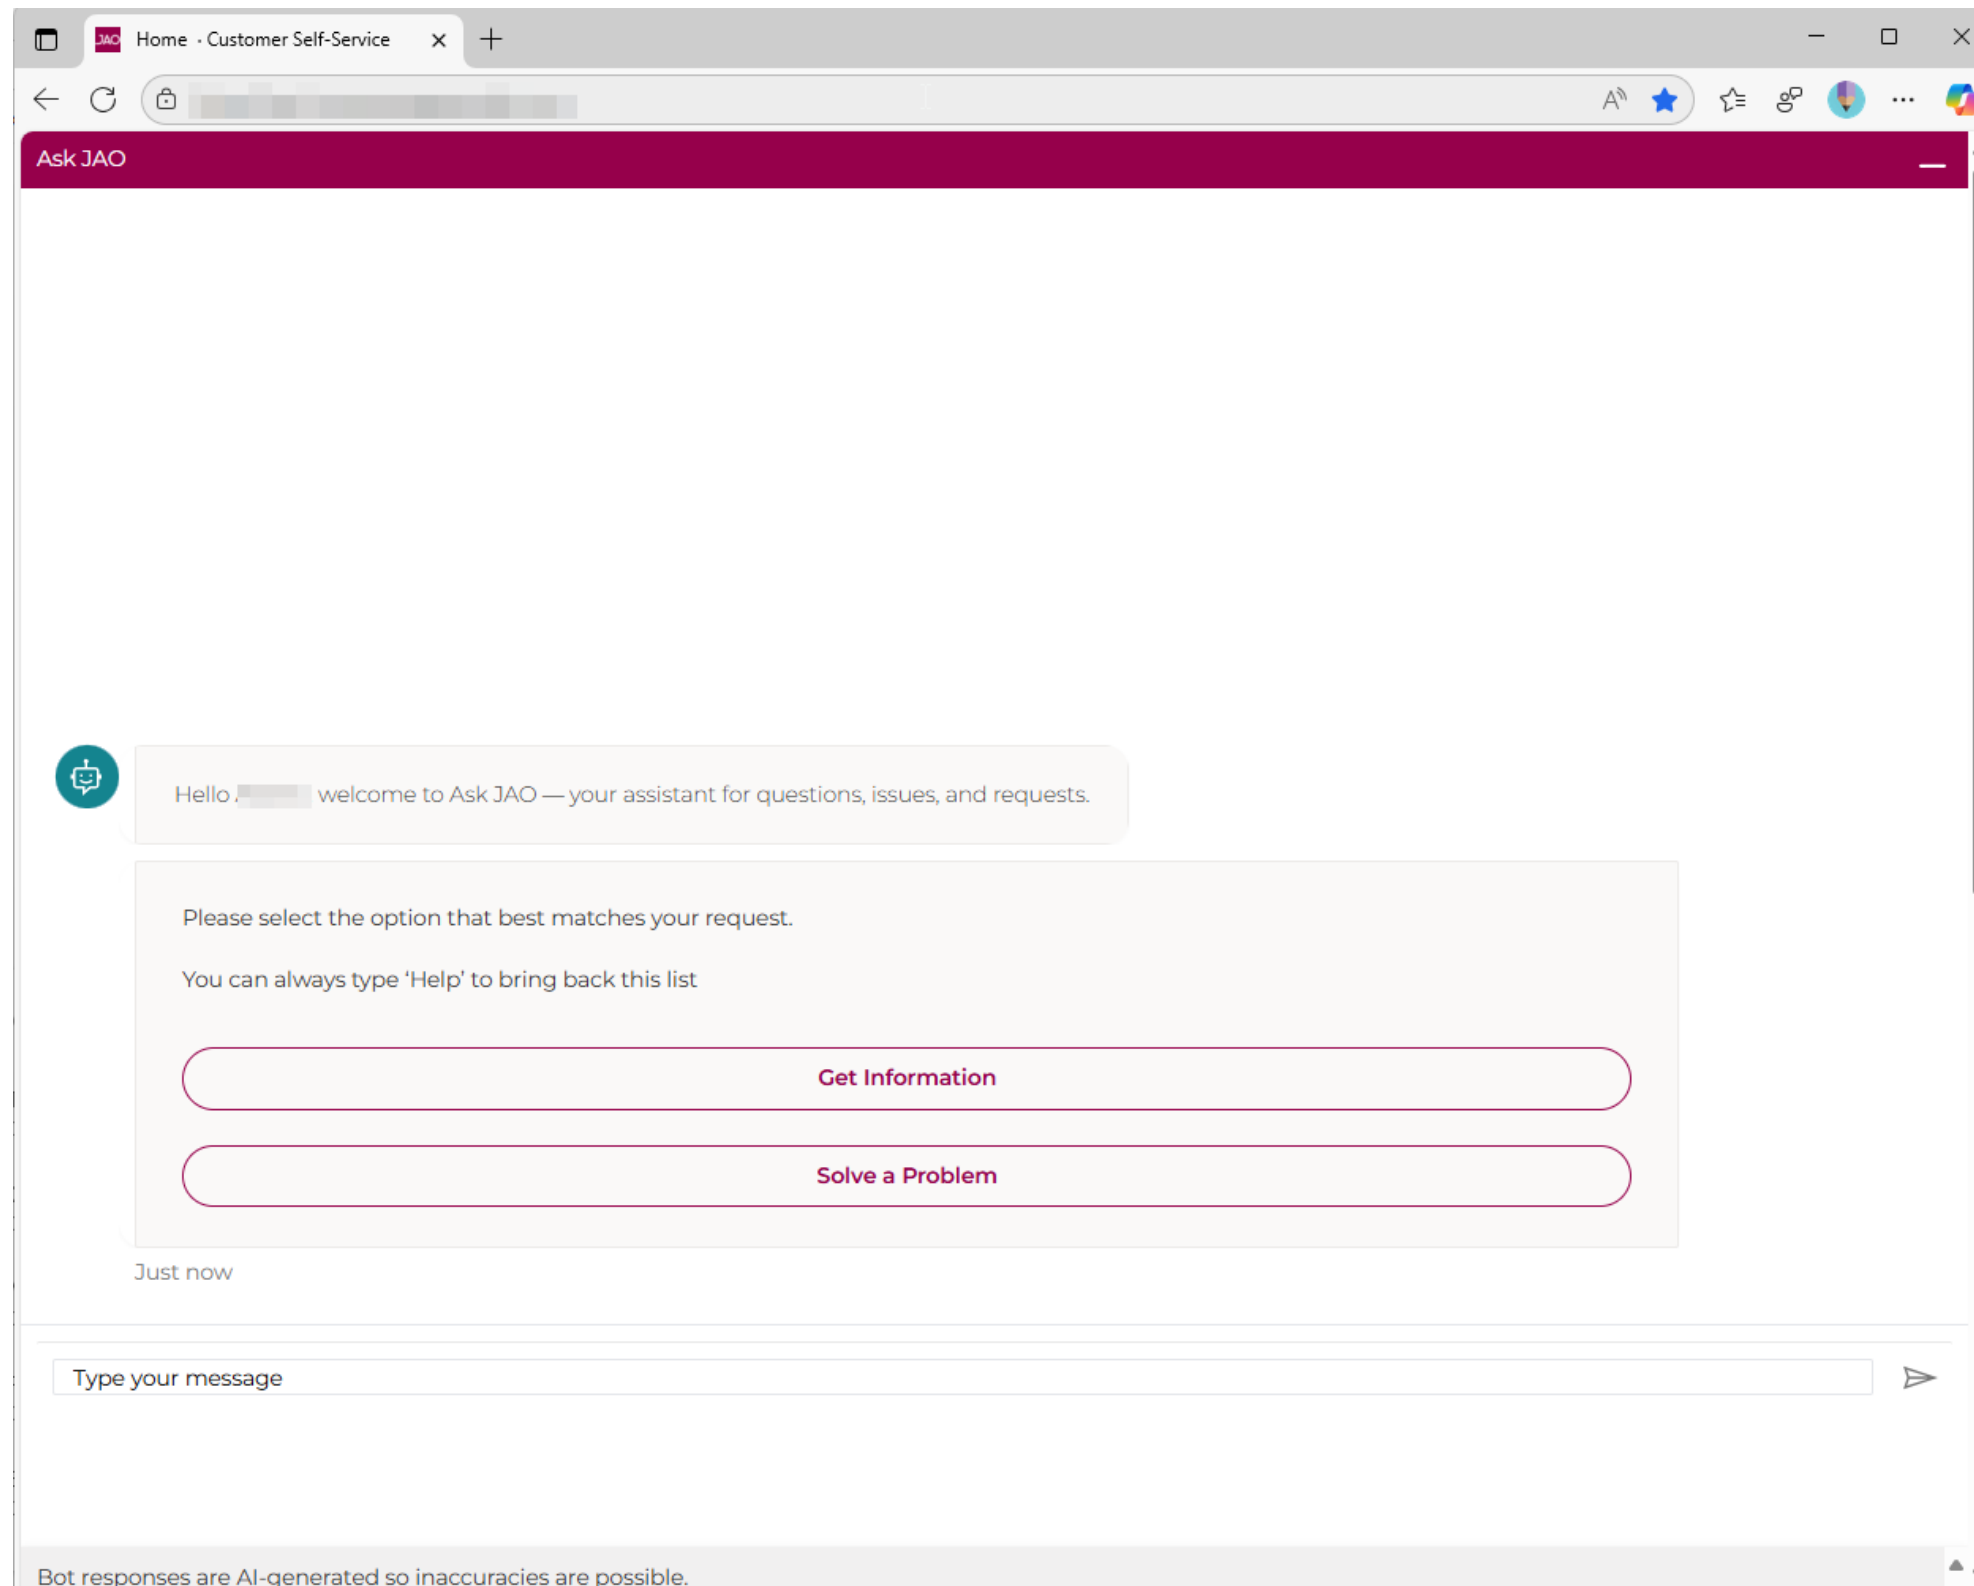 JAO Home - Customer Self-Service
Ask JAO
Hello welcome to Ask JAO — your assistant for questions, issues, and requests.
Please select the option that best matches your request.
You can always type ‘Help’ to bring back this list
Get Information
Solve a Problem
Just now
Type your message
Bot responses are AI-generated so inaccuracies are possible.